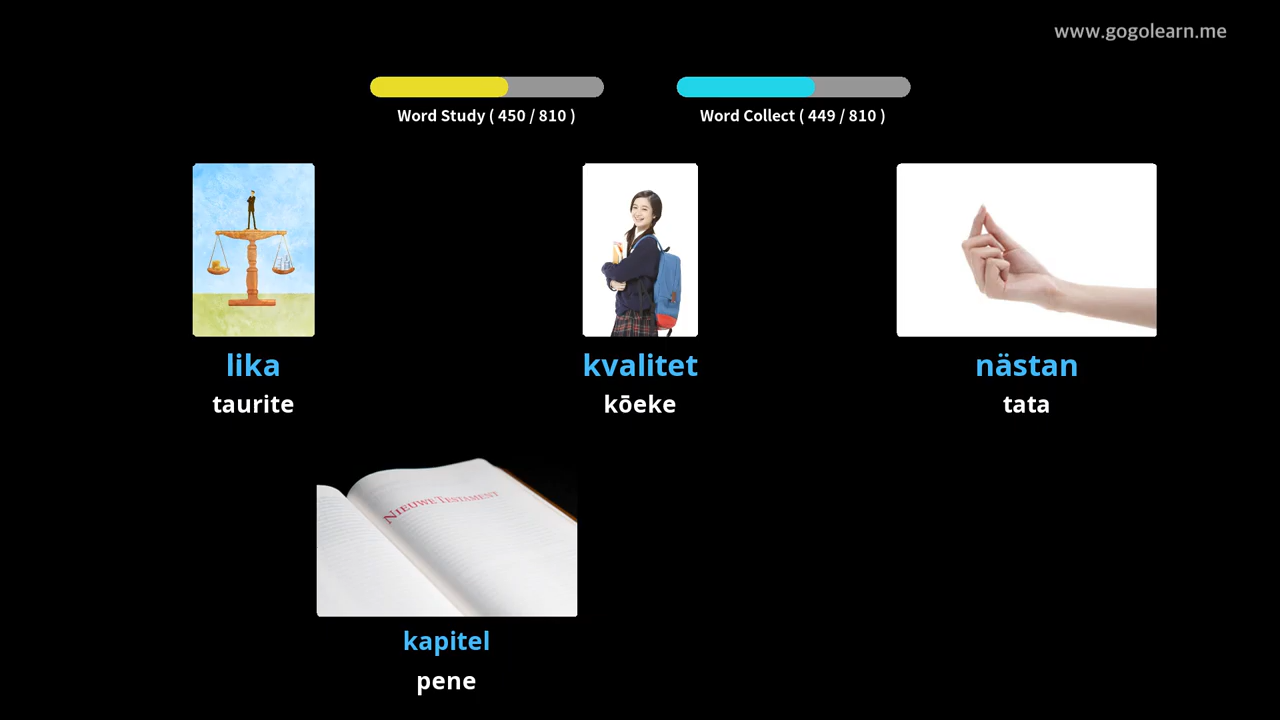 www.gogolearn.me
Word Study ( 450 / 810 )
Word Collect ( 449 / 810 )
lika
taurite
kvalitet
kōeke
nästan
tata
NIEUWE TESTAMENT
kapitel
pene